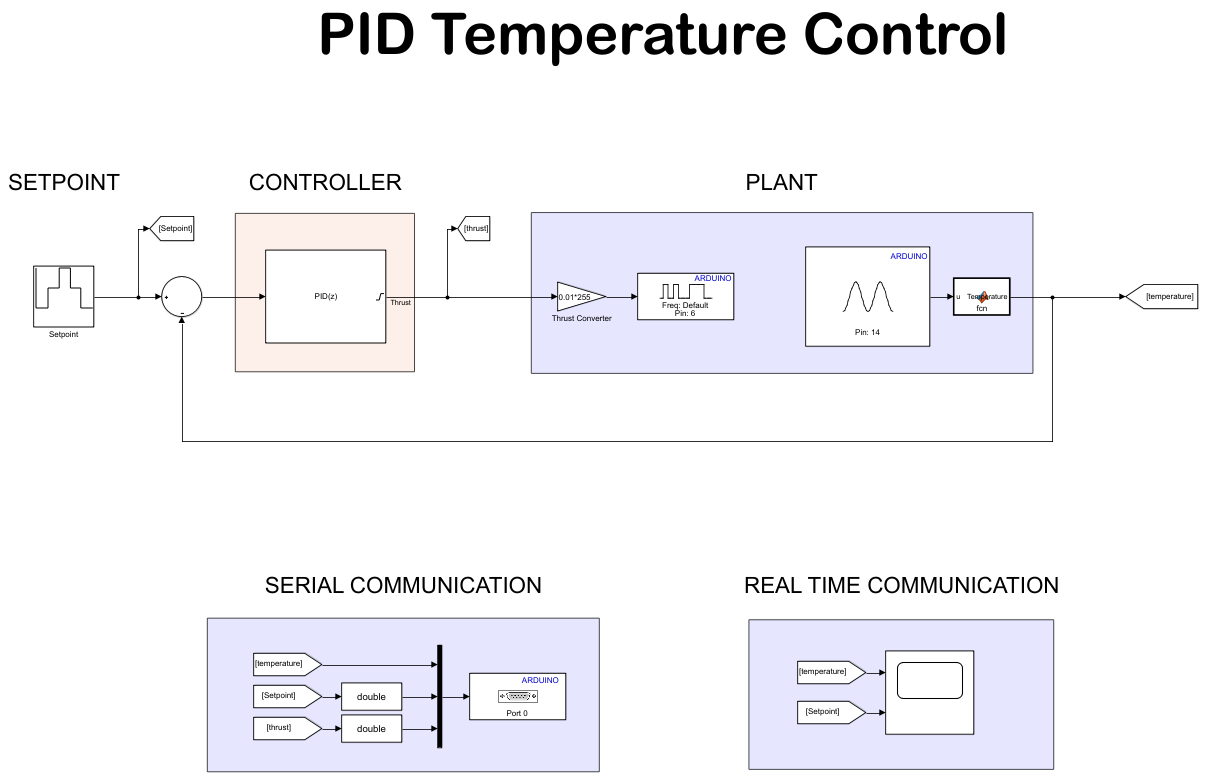 PID Temperature Control
SETPOINT
CONTROLLER
PLANT
[Setpoint]
[thrust]
Setpoint
+
-
PID(z)
Thrust
0.01*255
Thrust Converter
ARDUINO
Freq: Default
Pin: 6
ARDUINO
Pin: 14
u
Temperature
fcn
[temperature]
SERIAL COMMUNICATION
[temperature]
[Setpoint]
double
[thrust]
double
ARDUINO
Port 0
REAL TIME COMMUNICATION
[temperature]
[Setpoint]